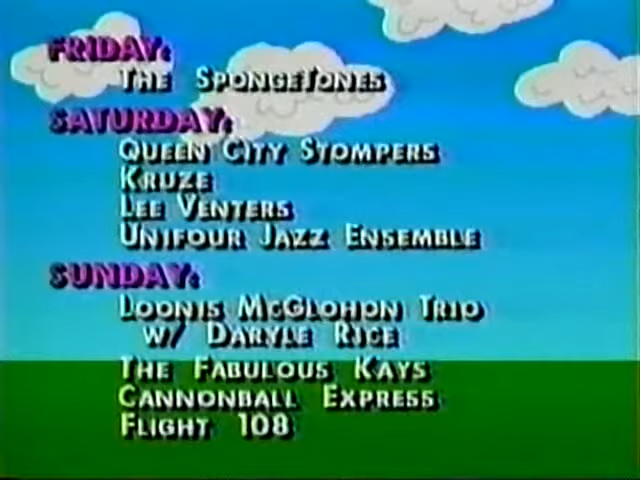 FRIDAY:
THE SPONGETONES
SATURDAY:
QUEEN CITY STOMPERS
KRUZE
LEE VENTERS
UNIFOUR JAZZ ENSEMBLE
SUNDAY:
LOONIS MCGLOHON TRIO
W/ DARYLE RICE
THE FABULOUS KAYS
CANNONBALL EXPRESS
FLIGHT 108